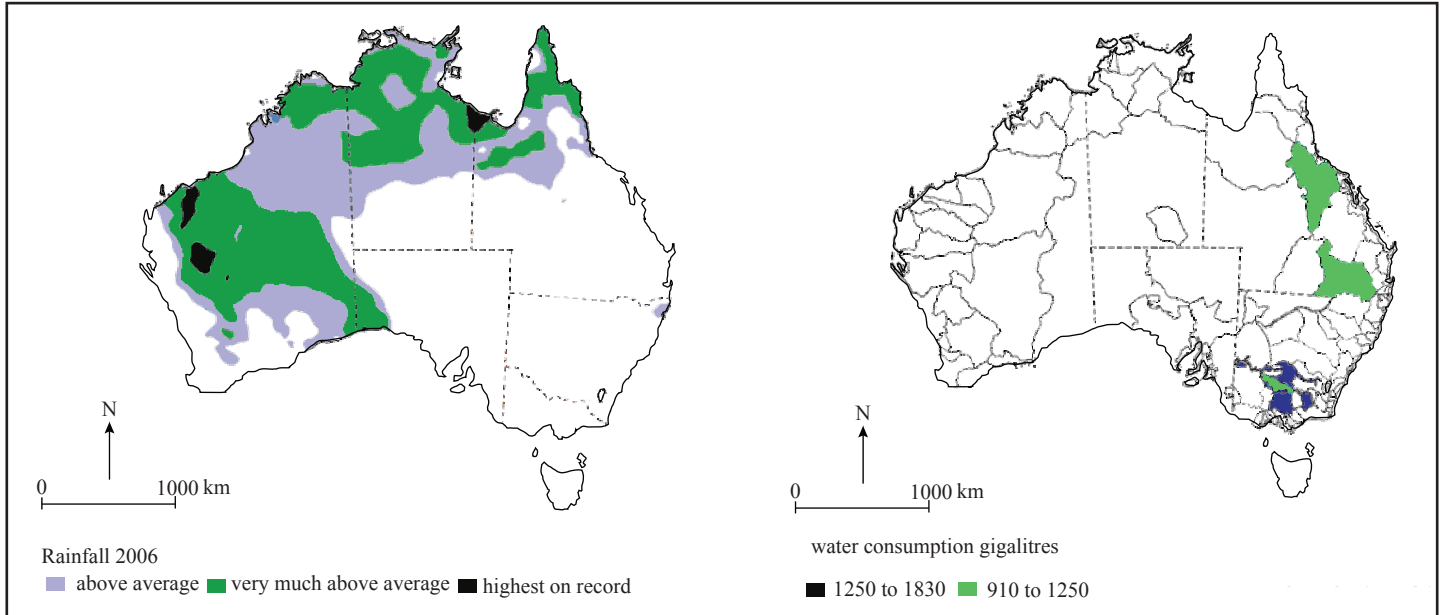 N
0 1000 km
Rainfall 2006
above average very much above average highest on record
N
0 1000 km
water consumption gigalitres
1250 to 1830 910 to 1250